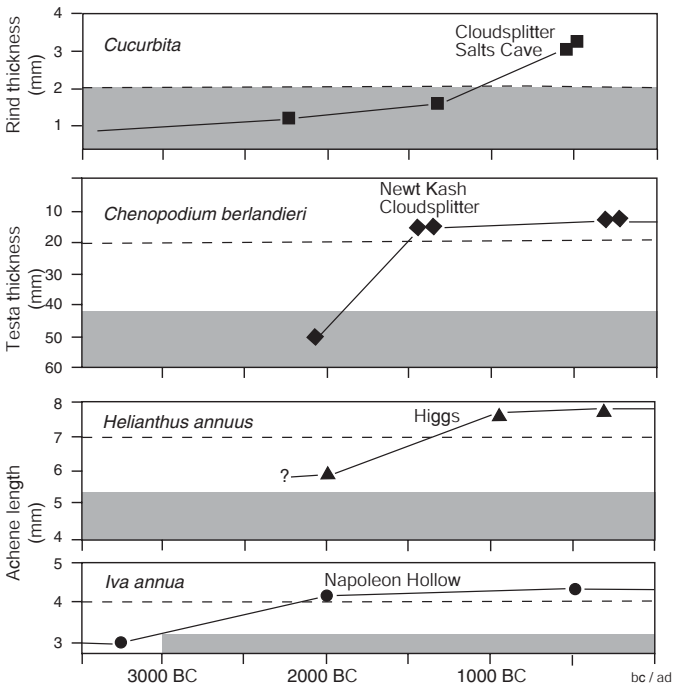 4
Cucurbita
Cloudsplitter
Salts Cave
3
2
1
Rind thickness
(mm)
Newt Kash
Cloudsplitter
10
Chenopodium berlandieri
20
30
40
50
60
Testa thickness
(mm)
8
Helianthus annuus
Higgs
7
6
?
5
4
Achene length
(mm)
5
Iva annua
Napoleon Hollow
4
3
3000 BC
2000 BC
1000 BC
bc / ad